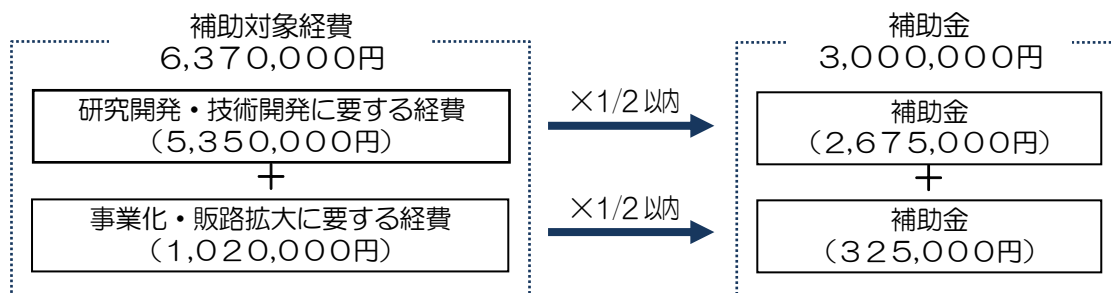 補助対象経費
６,３７０,０００円
研究開発・技術開発に要する経費
（５,３５０,０００円）
＋
事業化・販路拡大に要する経費
（１,０２０,０００円）
×1/2以内
×1/2以内
補助金
３,０００,０００円
補助金
（２,６７５,０００円）
＋
補助金
（３２５,０００円）